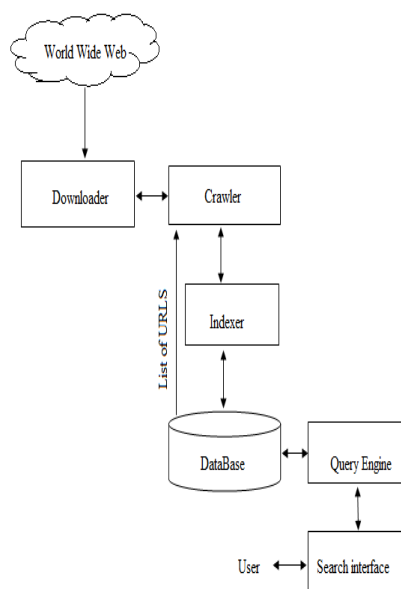 World Wide Web
Downloader
Crawler
List of URLS
Indexer
DataBase
Query Engine
User
Search interface